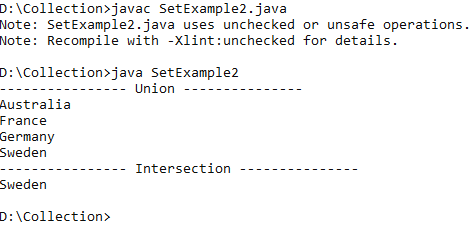 D:\Collection>javac SetExample2.java
Note: SetExample2.java uses unchecked or unsafe operations.
Note: Recompile with -Xlint:unchecked for details.
D:\Collection>java SetExample2
--------------- Union ---------------
Australia
France
Germany
Sweden
--------------- Intersection ---------------
Sweden
D:\Collection>